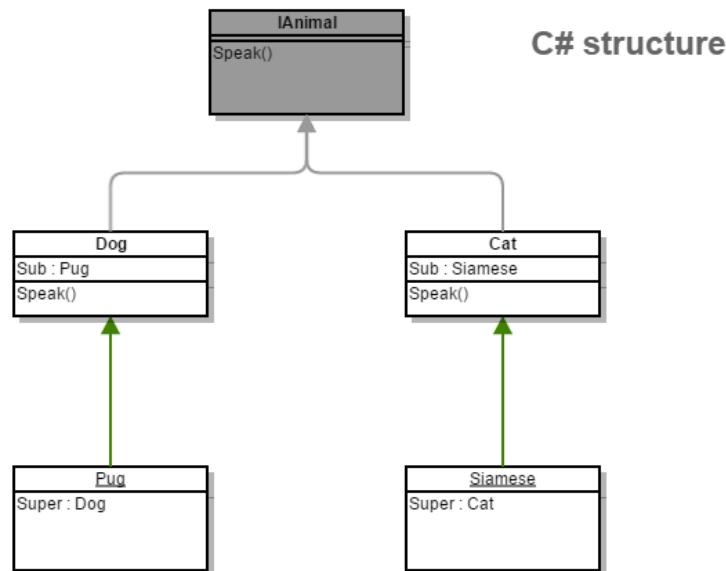 IAnimal
C# structure
Speak()
Dog
Sub : Pug
Speak()
Cat
Sub : Siamese
Speak()
Pug
Super : Dog
Siamese
Super : Cat